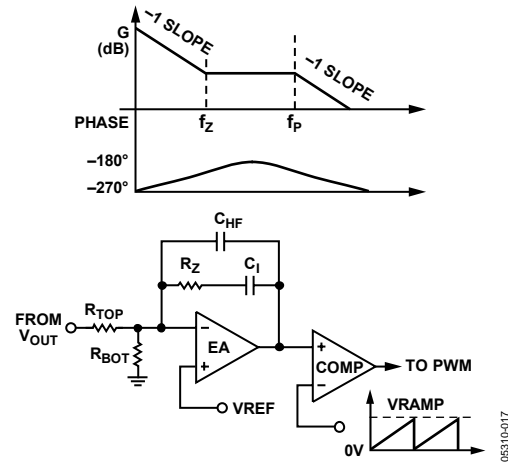 G
(dB)
–1 SLOPE
–1 SLOPE
PHASE
fZ
fP
–180°
–270°
CHF
RZ
CI
FROM
VOUT
RTOP
RBOT
–
+
EA
VREF
+
–
COMP
TO PWM
VRAMP
0V
05310-017